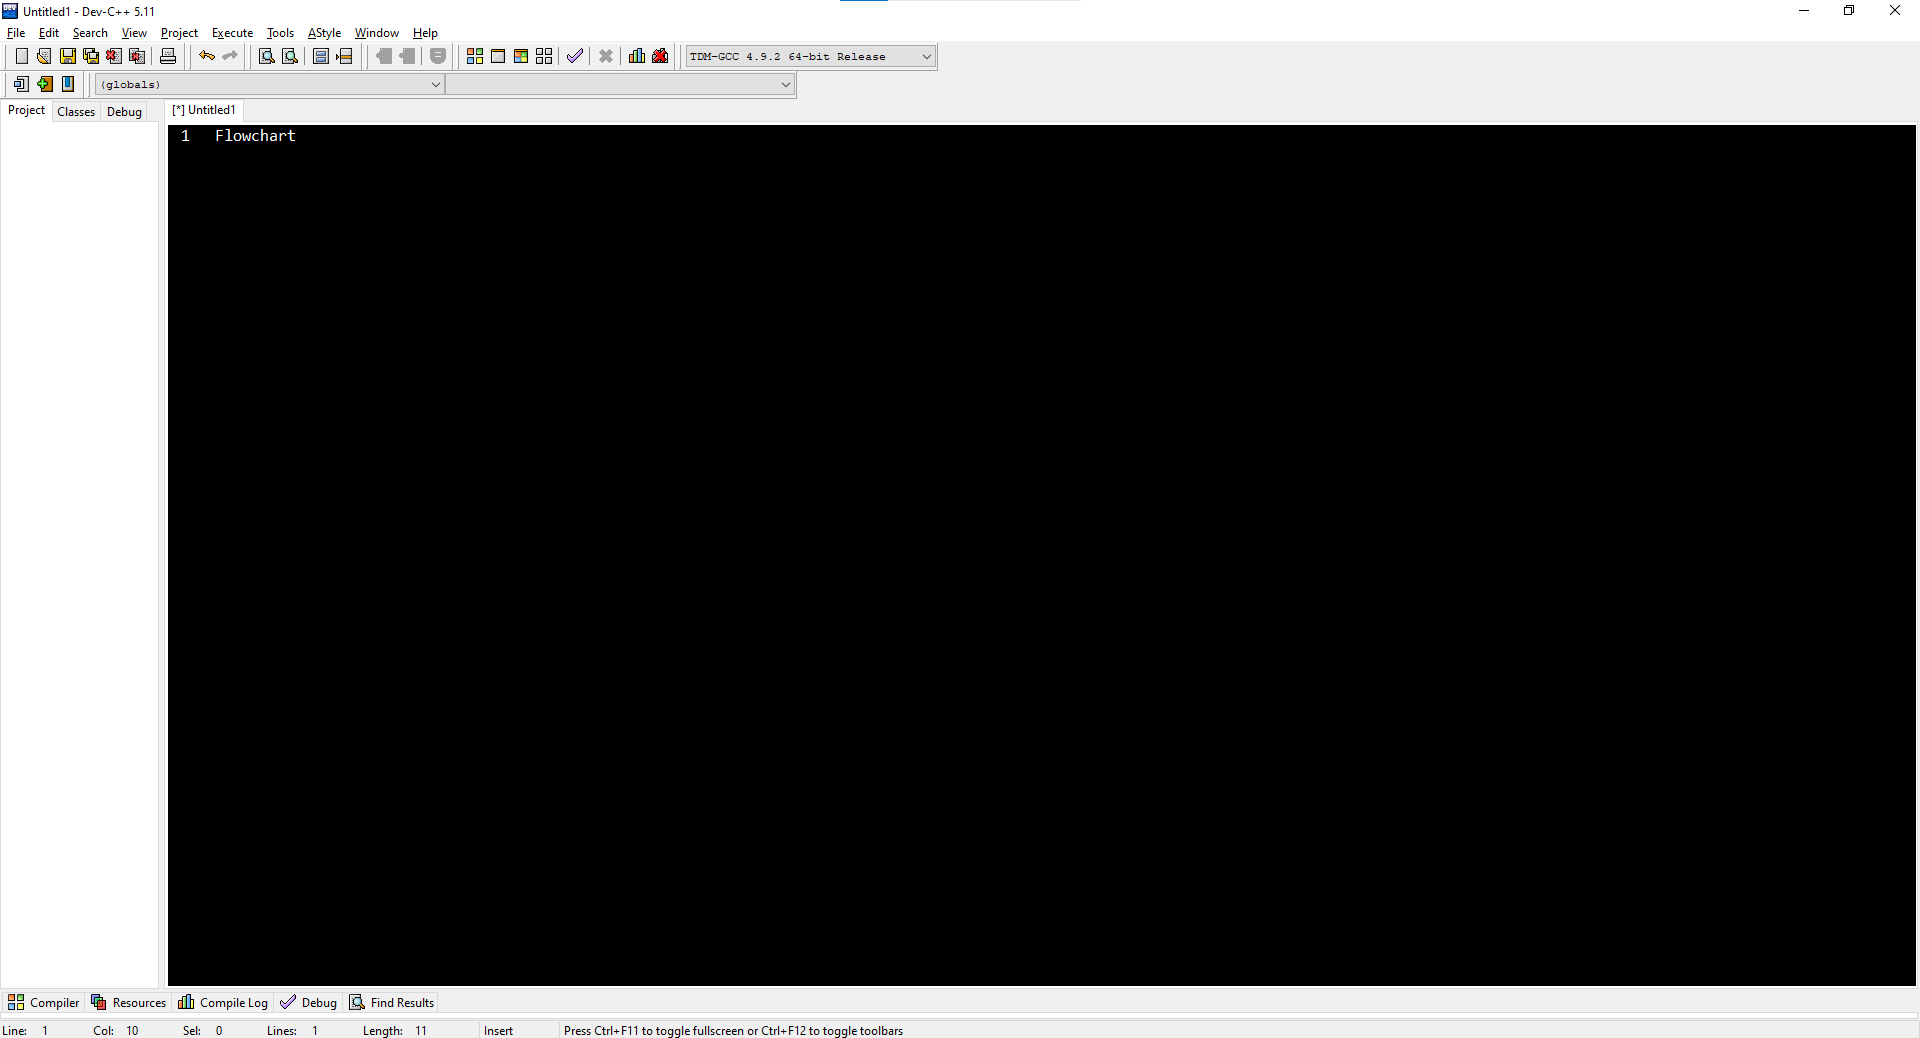 Untitled1 - Dev-C++ 5.11
File Edit Search View Project Execute Tools AStyle Window Help
TDM-GCC 4.9.2 64-bit Release
(globals)
Project Classes Debug [*] Untitled1
1 Flowchart
Compiler Resources Compile Log Debug Find Results
Line: 1 Col: 10 Sel: 0 Lines: 1 Length: 11 Insert Press Ctrl+F11 to toggle fullscreen or Ctrl+F12 to toggle toolbars